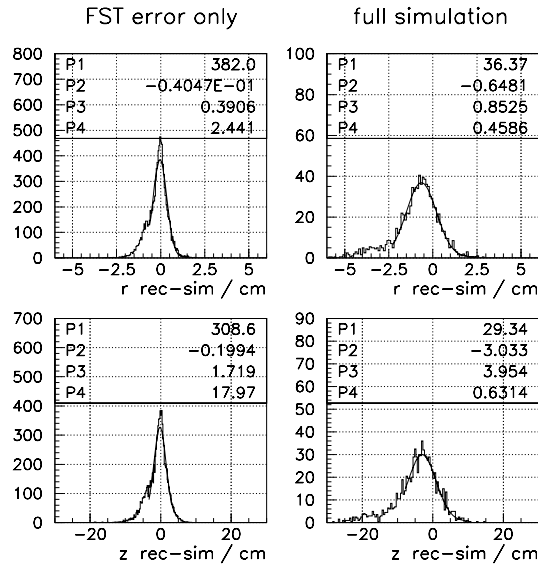 FST error only full simulation
800
700
600
500
400
300
200
100
0
P1 382.0
P2 -0.4047E-01
P3 0.3906
P4 2.441
-5 -2.5 0 2.5 5
r rec-sim / cm
100
80
60
40
20
0
P1 36.37
P2 -0.6481
P3 0.8525
P4 0.4586
-5 -2.5 0 2.5 5
r rec-sim / cm
700
600
500
400
300
200
100
0
P1 308.6
P2 -0.1994
P3 1.719
P4 17.97
-20 0 20
z rec-sim / cm
90
80
70
60
50
40
30
20
10
0
P1 29.34
P2 -3.033
P3 3.954
P4 0.6314
-20 0 20
z rec-sim / cm